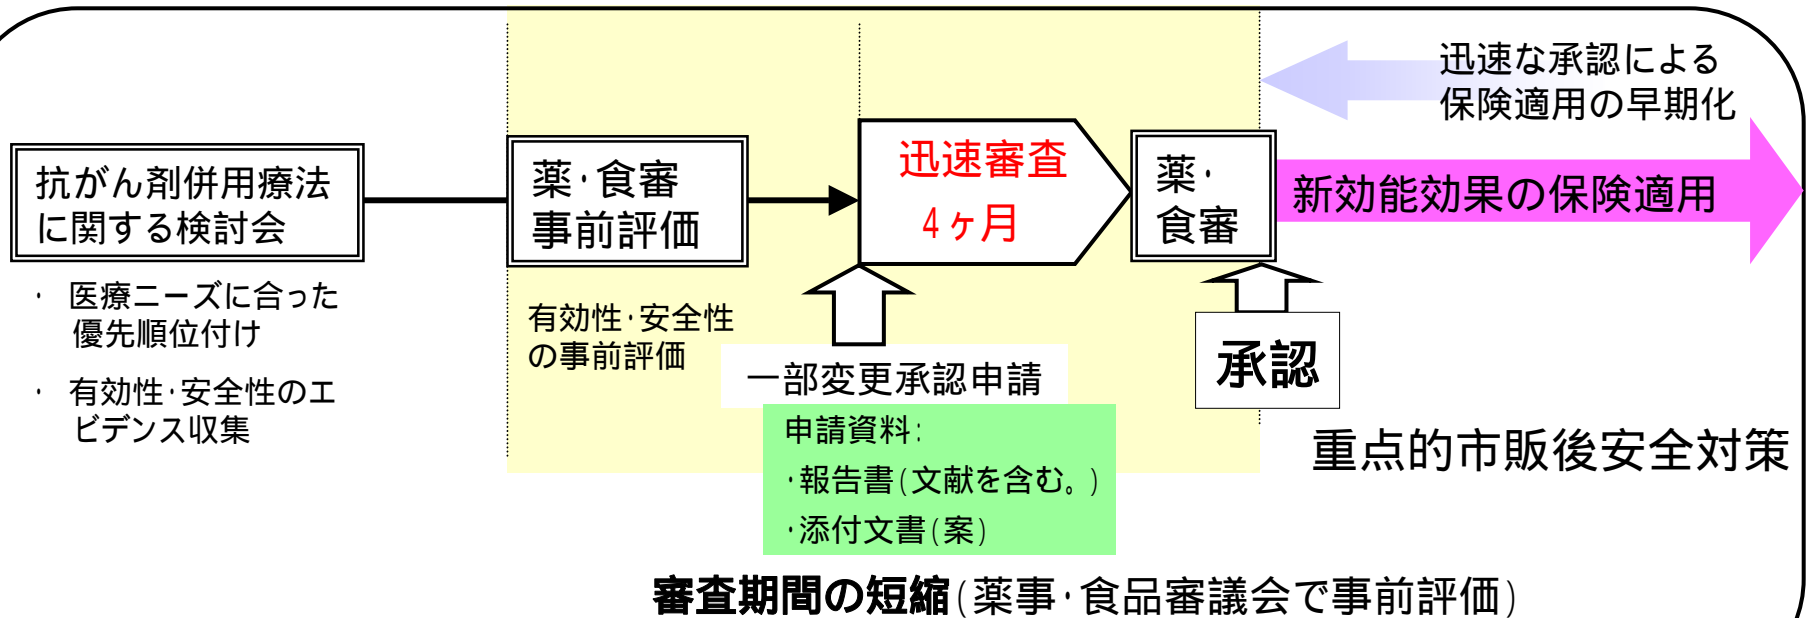 迅速な承認による
保険適用の早期化
抗がん剤併用療法
に関する検討会
薬・食審
事前評価
迅速審査
4ヶ月
薬・
食審
新効能効果の保険適用
・ 医療ニーズに合った
優先順位付け
・ 有効性・安全性のエ
ビデンス収集
有効性・安全性
の事前評価
一部変更承認申請
承認
申請資料：
・報告書(文献を含む。)
・添付文書(案)
重点的市販後安全対策
審査期間の短縮(薬事・食品審議会で事前評価)